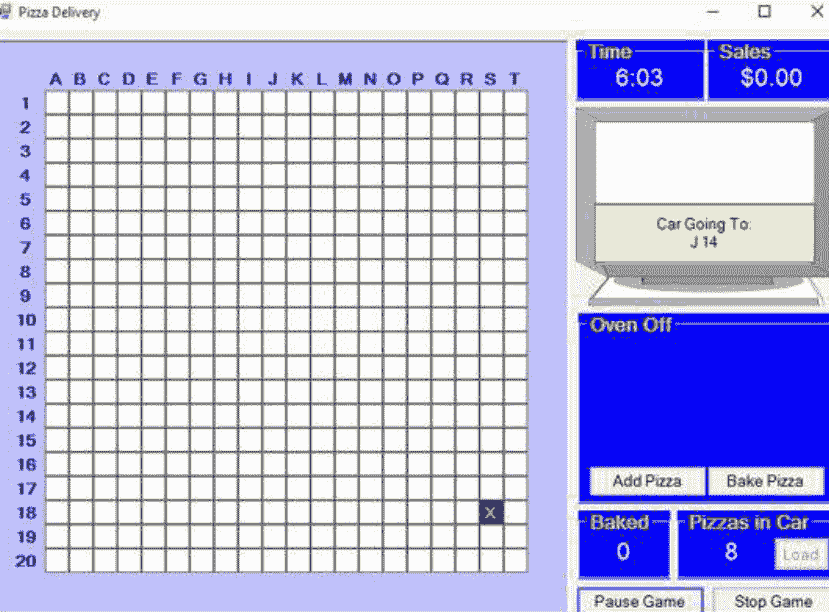 Pizza Delivery
Time
6:03
Sales
$0.00
A B C D E F G H I J K L M N O P Q R S T
1
2
3
4
5
6
7
8
9
10
11
12
13
14
15
16
17
18 X
19
20
Car Going To:
J 14
Oven Off
Add Pizza Bake Pizza
Baked
0
Pizzas in Car
8 Load
Pause Game Stop Game